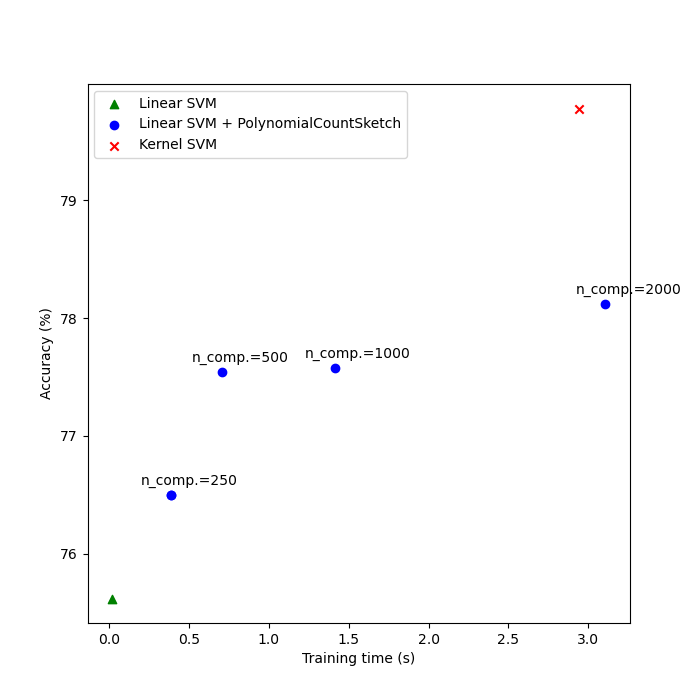 Linear SVM
Linear SVM + PolynomialCountSketch
Kernel SVM
79
n_comp.=2000
78
n_comp.=1000
n_comp.=500
Accuracy (%)
77
n_comp.=250
76
0.0 0.5 1.0 1.5 2.0 2.5 3.0
Training time (s)